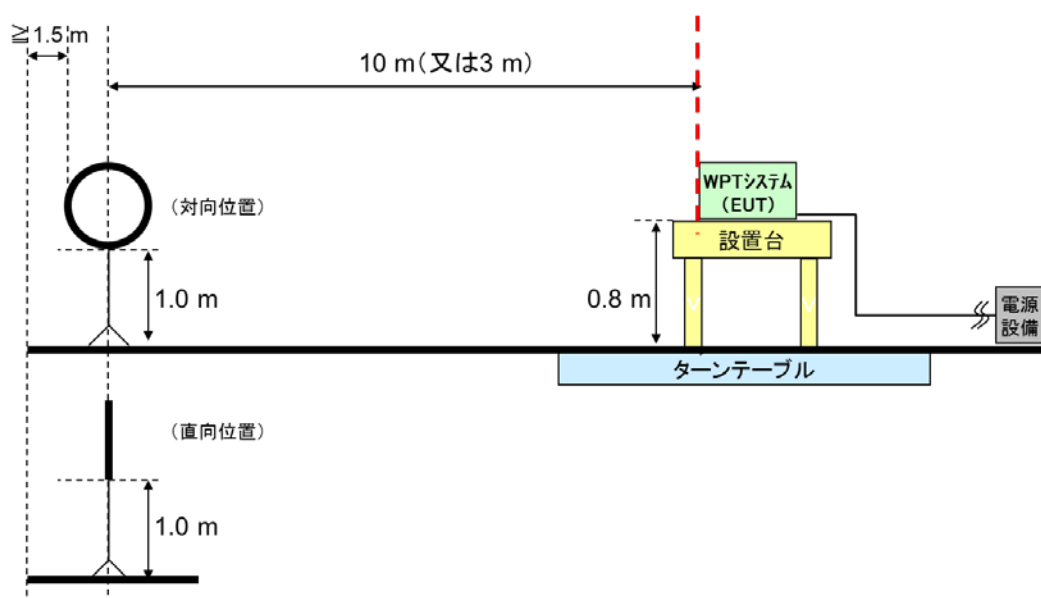 ≧1.5 m
10 m(又は3 m)
(対向位置)
WPTシステム
(EUT)
設置台
1.0 m
0.8 m
電源
設備
ターンテーブル
(直向位置)
1.0 m